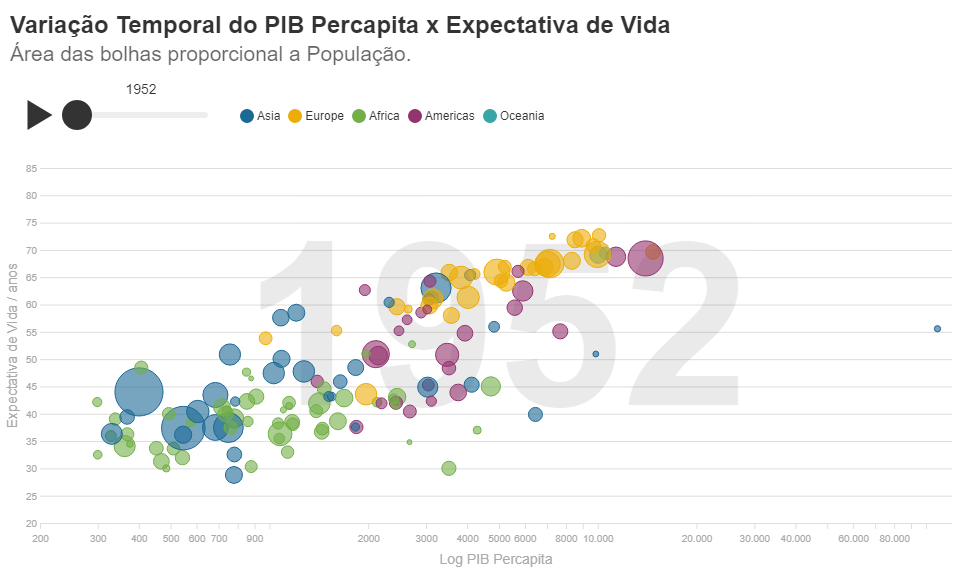 Variação Temporal do PIB Percapita x Expectativa de Vida
Área das bolhas proporcional a População.
1952
Asia Europe Africa Americas Oceania
1952
Expectativa de Vida / anos
85
80
75
70
65
60
55
50
45
40
35
30
25
20
200 300 400 500 600 700 900 2000 3000 4000 5000 6000 8000 10.000 20.000 30.000 40.000 60.000 80.000
Log PIB Percapita